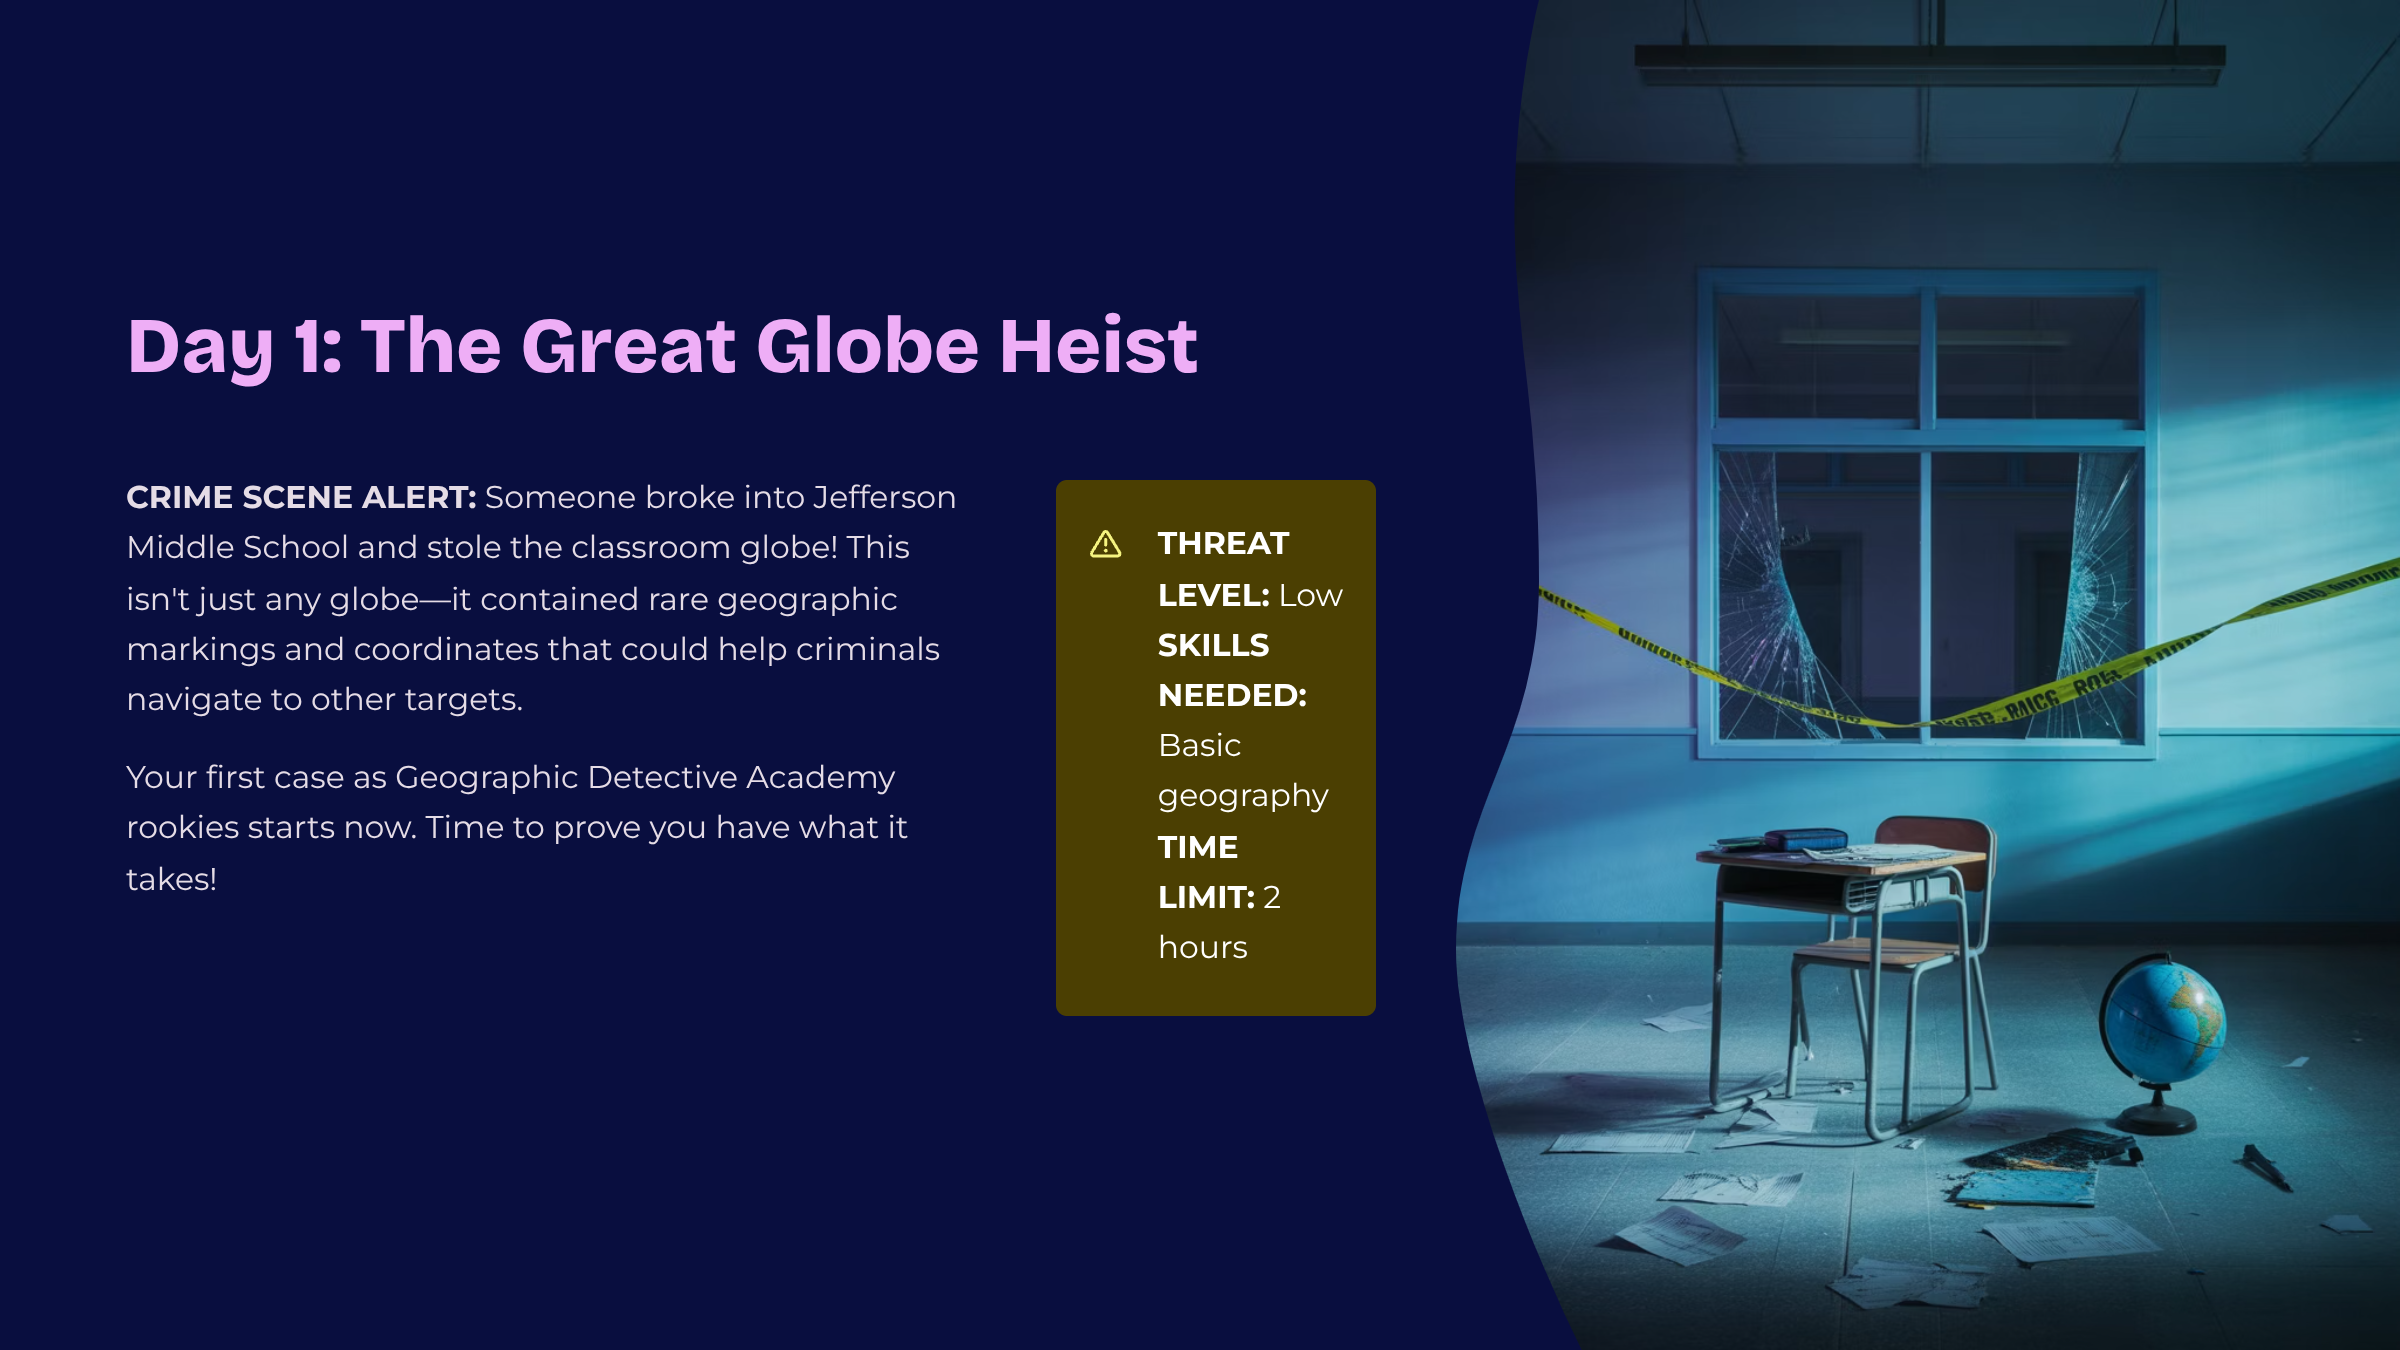 Day 1: The Great Globe Heist
CRIME SCENE ALERT: Someone broke into Jefferson
Middle School and stole the classroom globe! This
isn't just any globe—it contained rare geographic
markings and coordinates that could help criminals
navigate to other targets.
Your first case as Geographic Detective Academy
rookies starts now. Time to prove you have what it
takes!
THREAT
LEVEL: Low
SKILLS
NEEDED:
Basic
geography
TIME
LIMIT: 2
hours